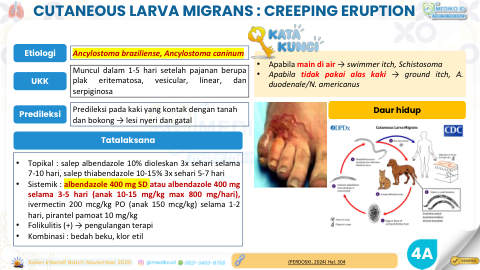 CUTANEOUS LARVA MIGRANS : CREEPING ERUPTION
Etiologi
Ancylostoma braziliense, Ancylostoma caninum
UKK
Muncul dalam 1-5 hari setelah pajanan berupa
plak eritematosa, vesicular, linear, dan
serpiginosa
Predileksi
Prediileksi pada kaki yang kontak dengan tanah
dan bokong → lesi nyeri dan gatal
Tatalaksana
• Topikal : salep albendazole 10% dioleskan 3x sehari selama
7-10 hari, salep thiabendazole 10-15% 3x sehari 5-7 hari
• Sistemik : albendazole 400 mg SD atau albendazole 400 mg
selama 3-5 hari (anak 10-15 mg/kg max 800 mg/hari),
ivermectin 200 mcg/kg PO (anak 150 mcg/kg) selama 1-2
hari, pirantel pamoat 10 mg/kg
• Folikulitis (+) → pengulangan terapi
• Kombinasi : bedah beku, klor etil
KATA
KUNCI
• Apabila main di air → swimmer itch, Schistosoma
• Apabila tidak pakai alas kaki → ground itch, A.
duodenale/N. americanus
Daur hidup
DPDx
Cutaneous Larva Migrans
CDC
(PERDOSKI, 2024) Hal. 304
4A